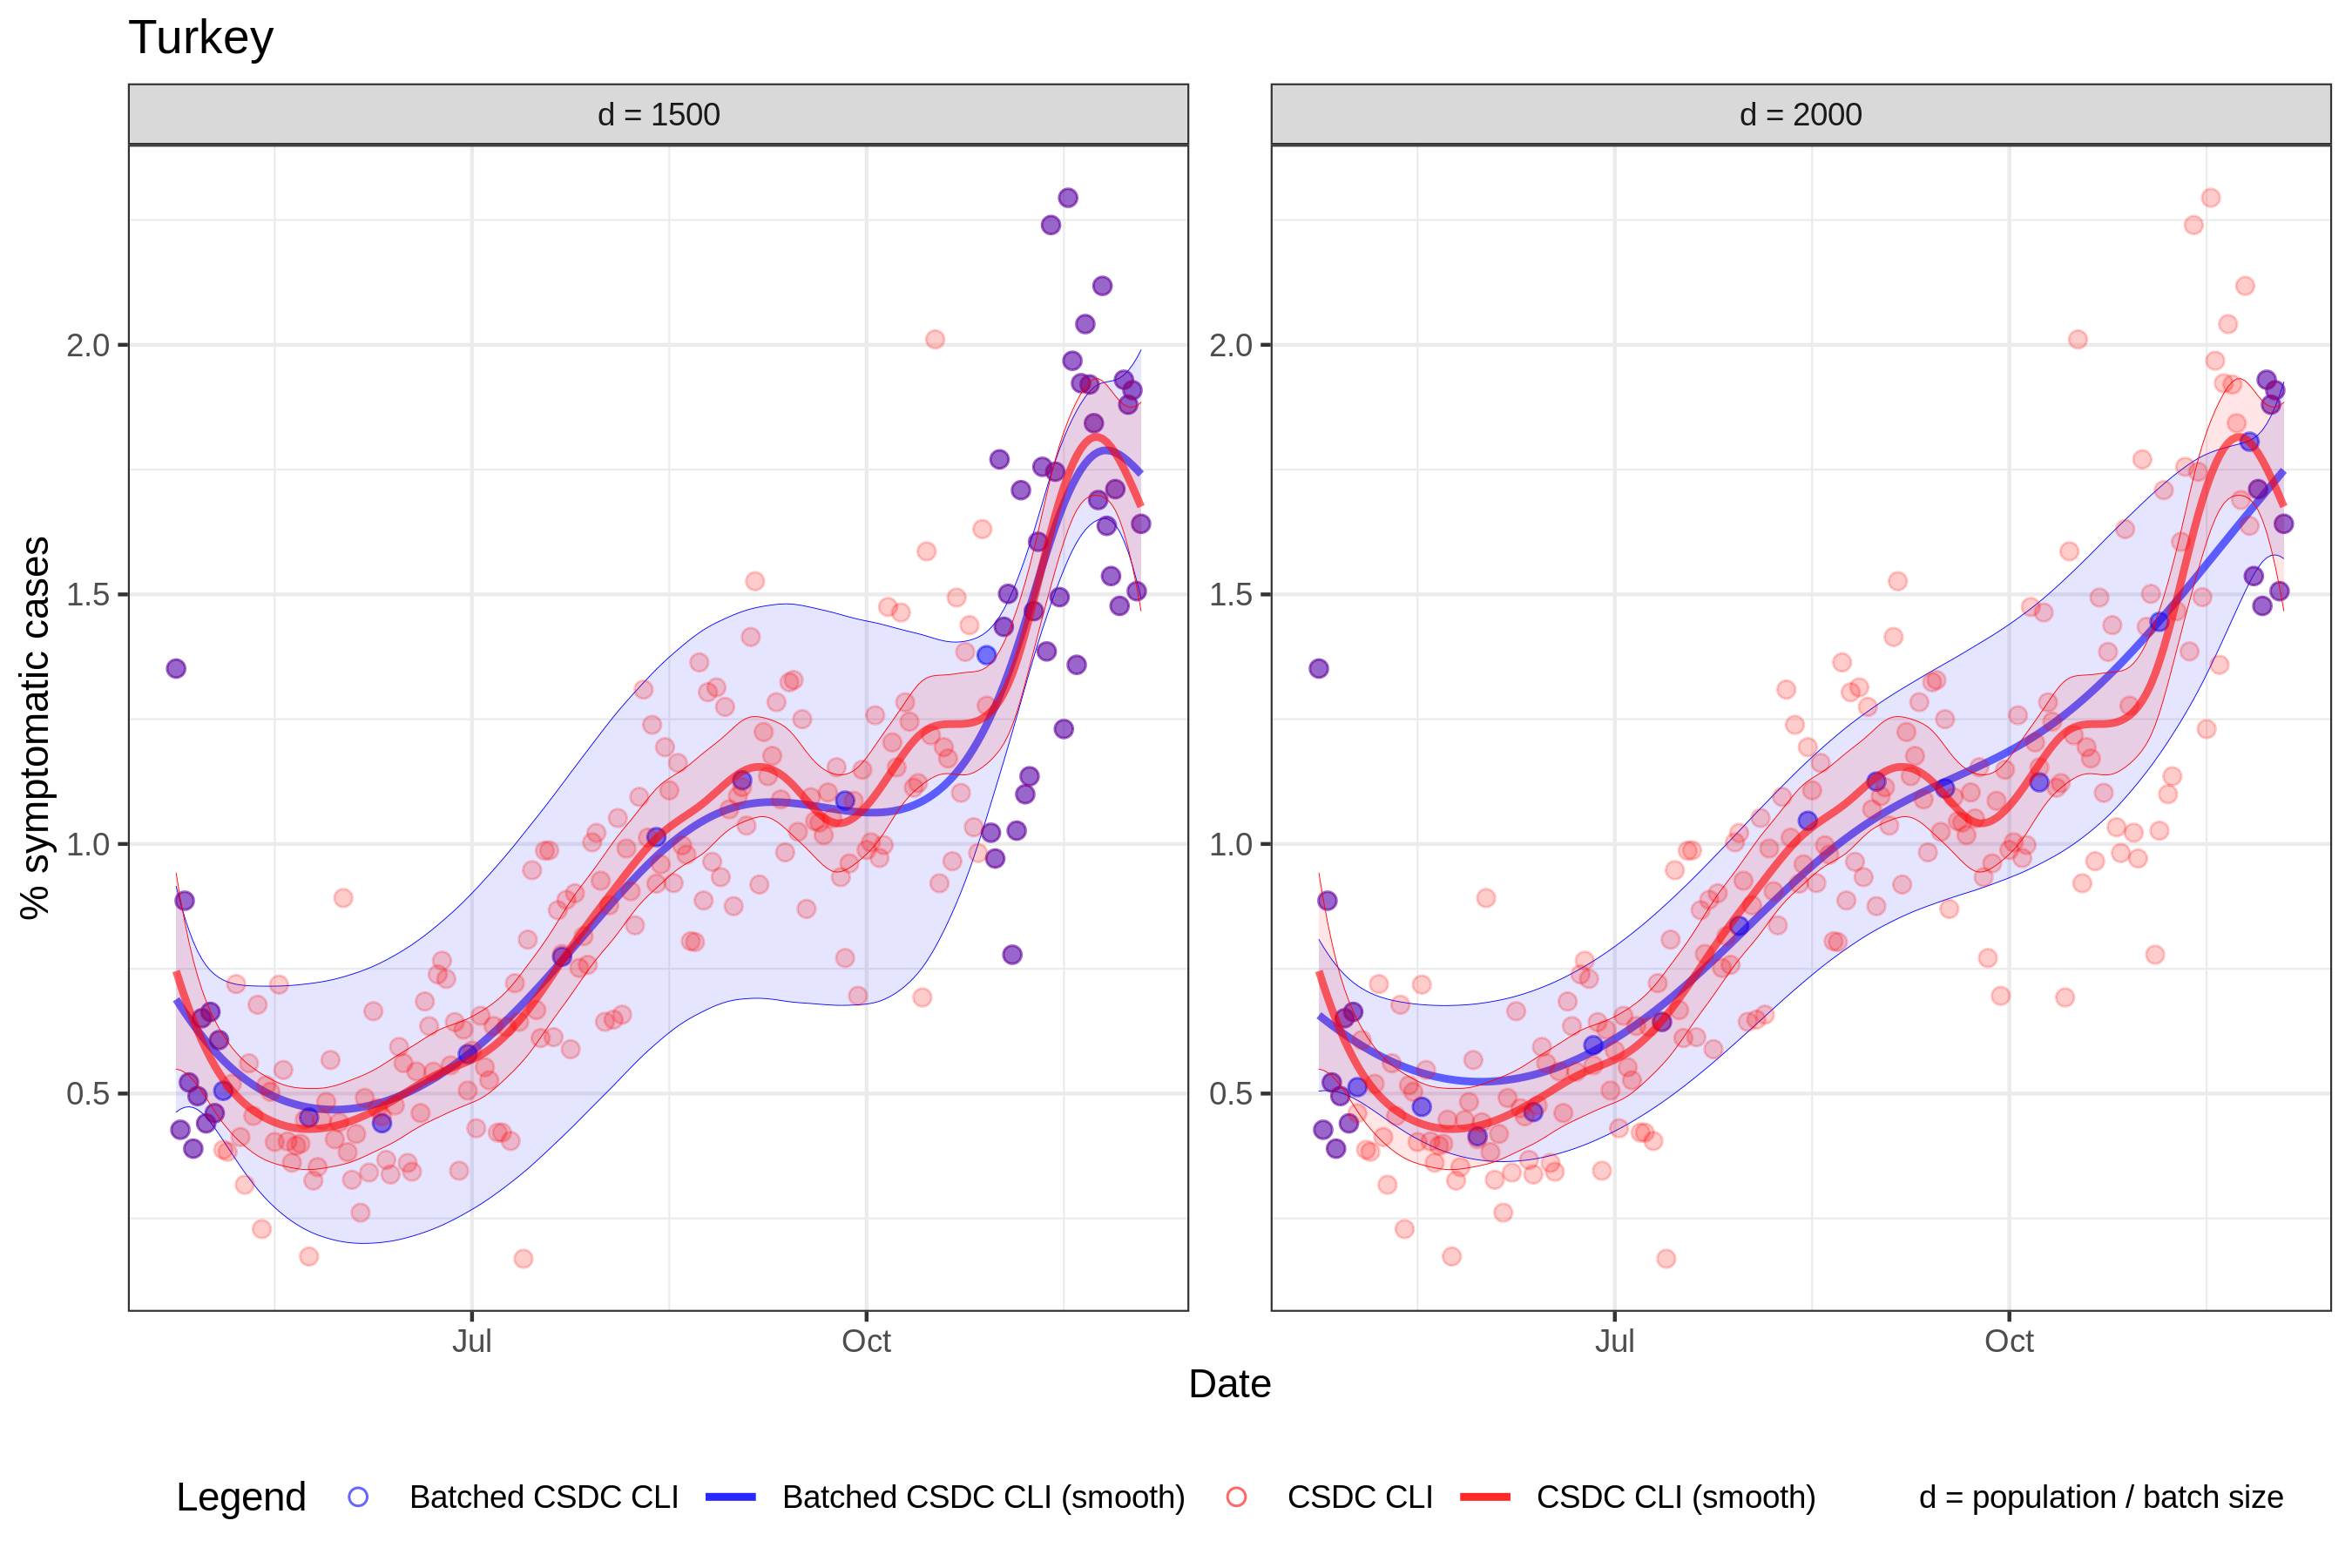 Turkey
d = 1500
d = 2000
% symptomatic cases
2.0
1.5
1.0
0.5
2.0
1.5
1.0
0.5
Jul
Oct
Jul
Oct
Date
Legend
Batched CSDC CLI
Batched CSDC CLI (smooth)
CSDC CLI
CSDC CLI (smooth)
d = population / batch size